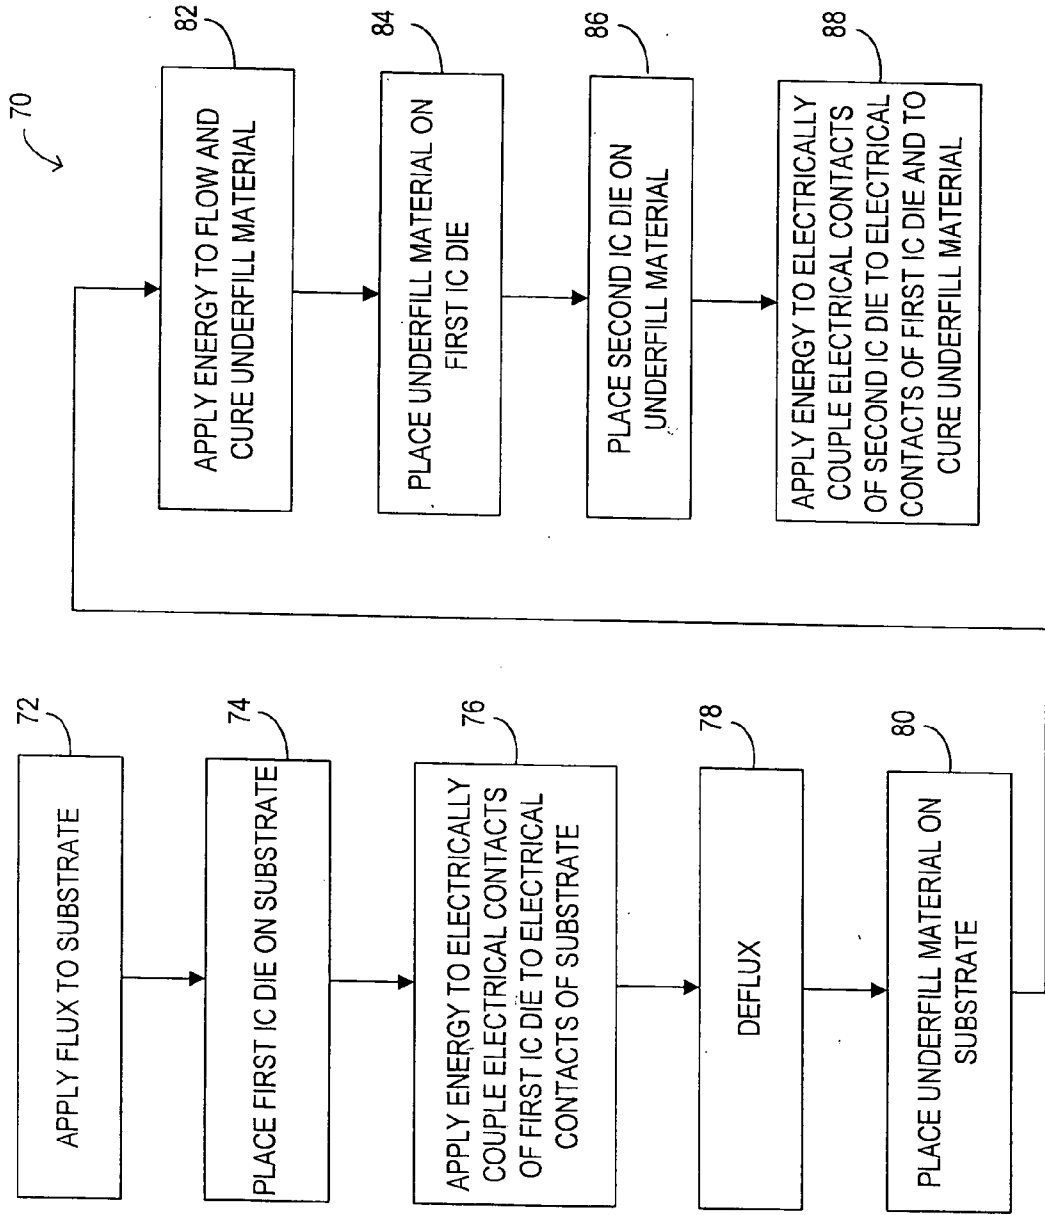 70
72
APPLY FLUX TO SUBSTRATE
74
PLACE FIRST IC DIE ON SUBSTRATE
76
APPLY ENERGY TO ELECTRICALLY
COUPLE ELECTRICAL CONTACTS
OF FIRST IC DIE TO ELECTRICAL
CONTACTS OF SUBSTRATE
78
DEFLUX
80
PLACE UNDERFILL MATERIAL ON
SUBSTRATE
82
APPLY ENERGY TO FLOW AND
CURE UNDERFILL MATERIAL
84
PLACE UNDERFILL MATERIAL ON
FIRST IC DIE
86
PLACE SECOND IC DIE ON
UNDERFILL MATERIAL
88
APPLY ENERGY TO ELECTRICALLY
COUPLE ELECTRICAL CONTACTS
OF SECOND IC DIE TO ELECTRICAL
CONTACTS OF FIRST IC DIE AND TO
CURE UNDERFILL MATERIAL